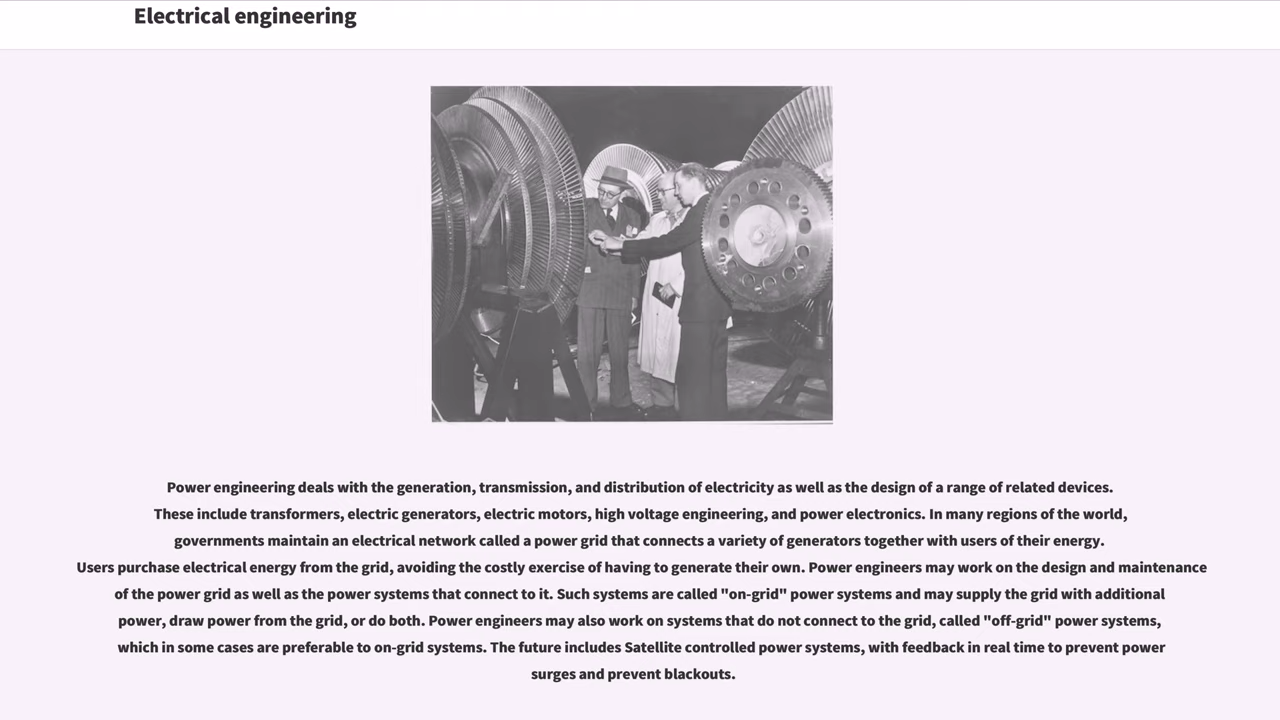 Electrical engineering
Power engineering deals with the generation, transmission, and distribution of electricity as well as the design of a range of related devices.
These include transformers, electric generators, electric motors, high voltage engineering, and power electronics. In many regions of the world,
governments maintain an electrical network called a power grid that connects a variety of generators together with users of their energy.
Users purchase electrical energy from the grid, avoiding the costly exercise of having to generate their own. Power engineers may work on the design and maintenance
of the power grid as well as the power systems that connect to it. Such systems are called "on-grid" power systems and may supply the grid with additional
power, draw power from the grid, or do both. Power engineers may also work on systems that do not connect to the grid, called "off-grid" power systems,
which in some cases are preferable to on-grid systems. The future includes Satellite controlled power systems, with feedback in real time to prevent power
surges and prevent blackouts.